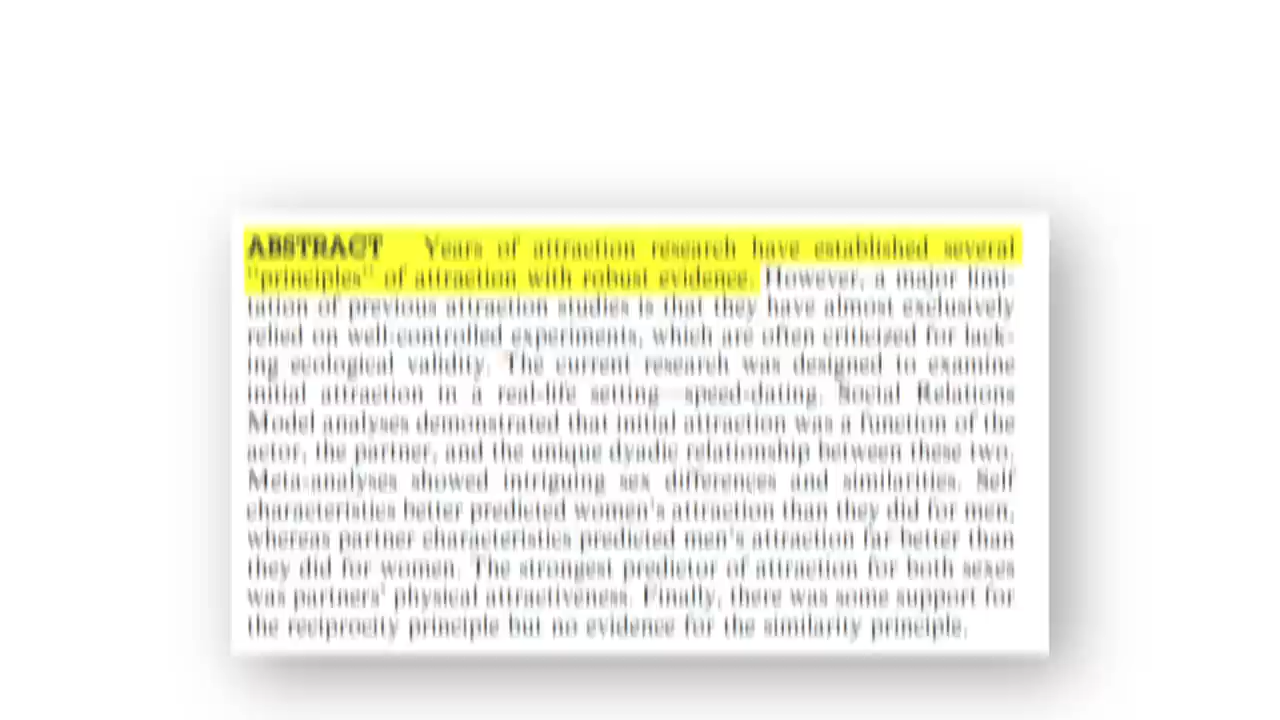 ABSTRACT Years of attraction research have established several
"principles" of attraction with robust evidence. However, a major limi-
tation of previous attraction studies is that they have almost exclusively
relied on well-controlled experiments, which are often criticized for lack-
ing ecological validity. The current research was designed to examine
initial attraction in a real-life setting—speed-dating. Social Relations
Model analyses demonstrated that initial attraction was a function of the
actor, the partner, and the unique dyadic relationship between these two.
Meta-analyses showed intriguing sex differences and similarities. Self
characteristics better predicted women's attraction than they did for men,
whereas partner characteristics predicted men's attraction far better than
they did for women. The strongest predictor of attraction for both sexes
was partners' physical attractiveness. Finally, there was some support for
the reciprocity principle but no evidence for the similarity principle.